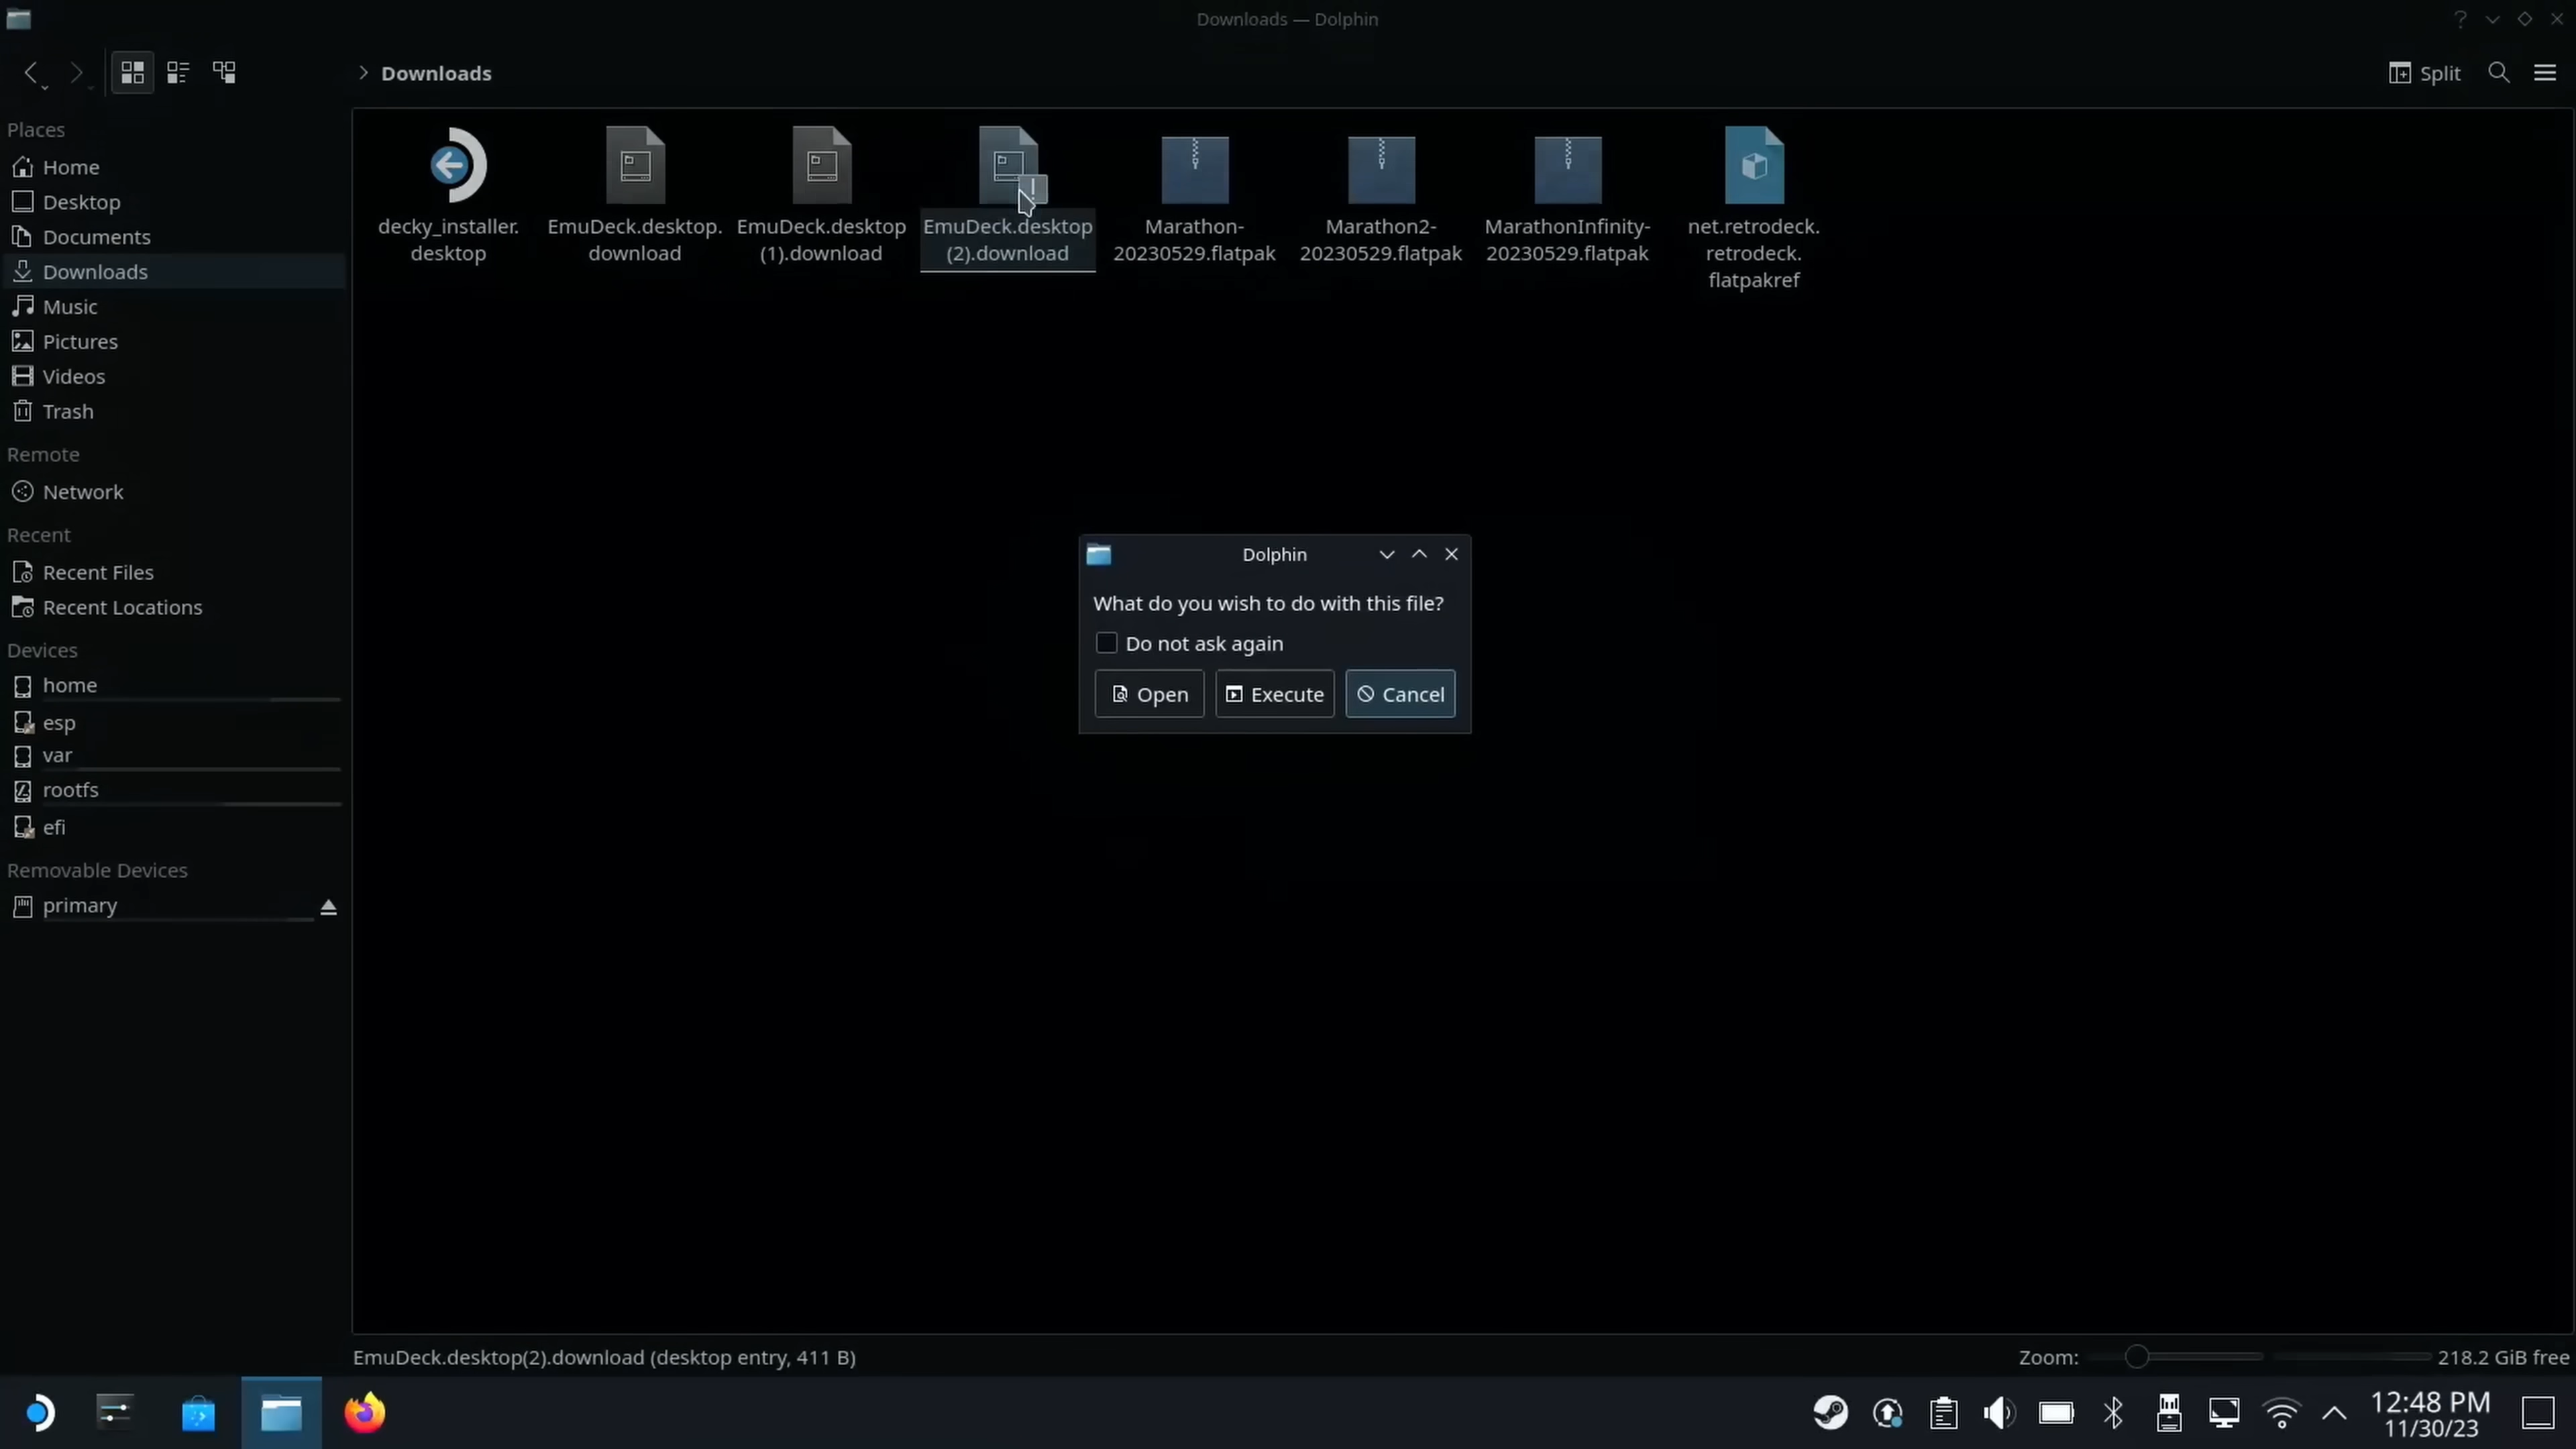 Downloads — Dolphin
Downloads
Split
Places
Home
Desktop
Documents
Downloads
Music
Pictures
Videos
Trash
Remote
Network
Recent
Recent Files
Recent Locations
Devices
home
esp
var
rootfs
efi
Removable Devices
primary
decky_installer.
desktop
EmuDeck.desktop.
download
EmuDeck.desktop
(1).download
EmuDeck.desktop
(2).download
Marathon-
20230529.flatpak
Marathon2-
20230529.flatpak
MarathonInfinity-
20230529.flatpak
net.retrodeck.
retrodeck.
flatpakref
Dolphin
What do you wish to do with this file?
Do not ask again
Open
Execute
Cancel
EmuDeck.desktop(2).download (desktop entry, 411 B)
Zoom:
218.2 GiB free
12:48 PM
11/30/23